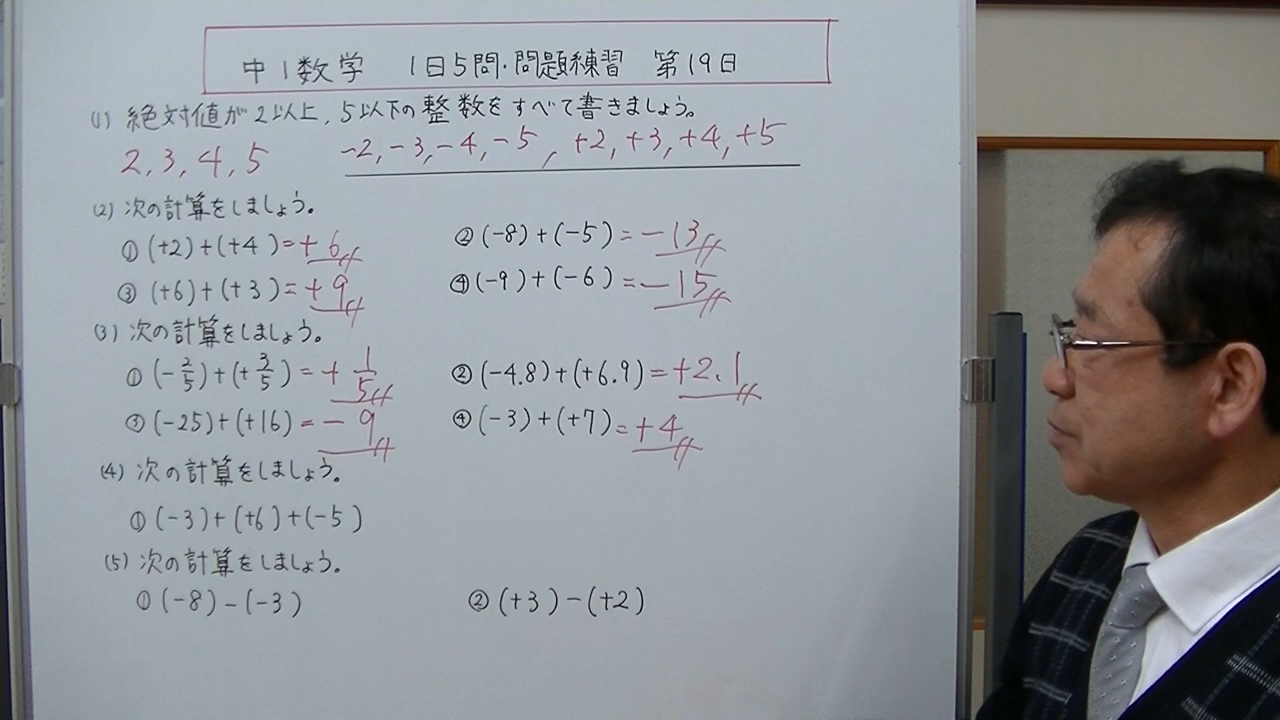 中1数学 1日5問・問題練習 第19日
(1) 絶対値が2以上,5以下の整数をすべて書きましょう。
2,3,4,5 -2,-3,-4,-5, +2,+3,+4,+5
(2) 次の計算をしましょう。
① (+2)+(+4)=+6 ② (-8)+(-5)=-13
③ (+6)+(+3)=+9 ④ (-9)+(-6)=-15
(3) 次の計算をしましょう。
① (-2/5)+(+3/5)=+1/5 ② (-4.8)+(+6.9)=+2.1
③ (-25)+(+16)=-9 ④ (-3)+(+7)=+4
(4) 次の計算をしましょう。
① (-3)+(+6)+(-5)
(5) 次の計算をしましょう。
① (-8)-(-3) ② (+3)-(+2)